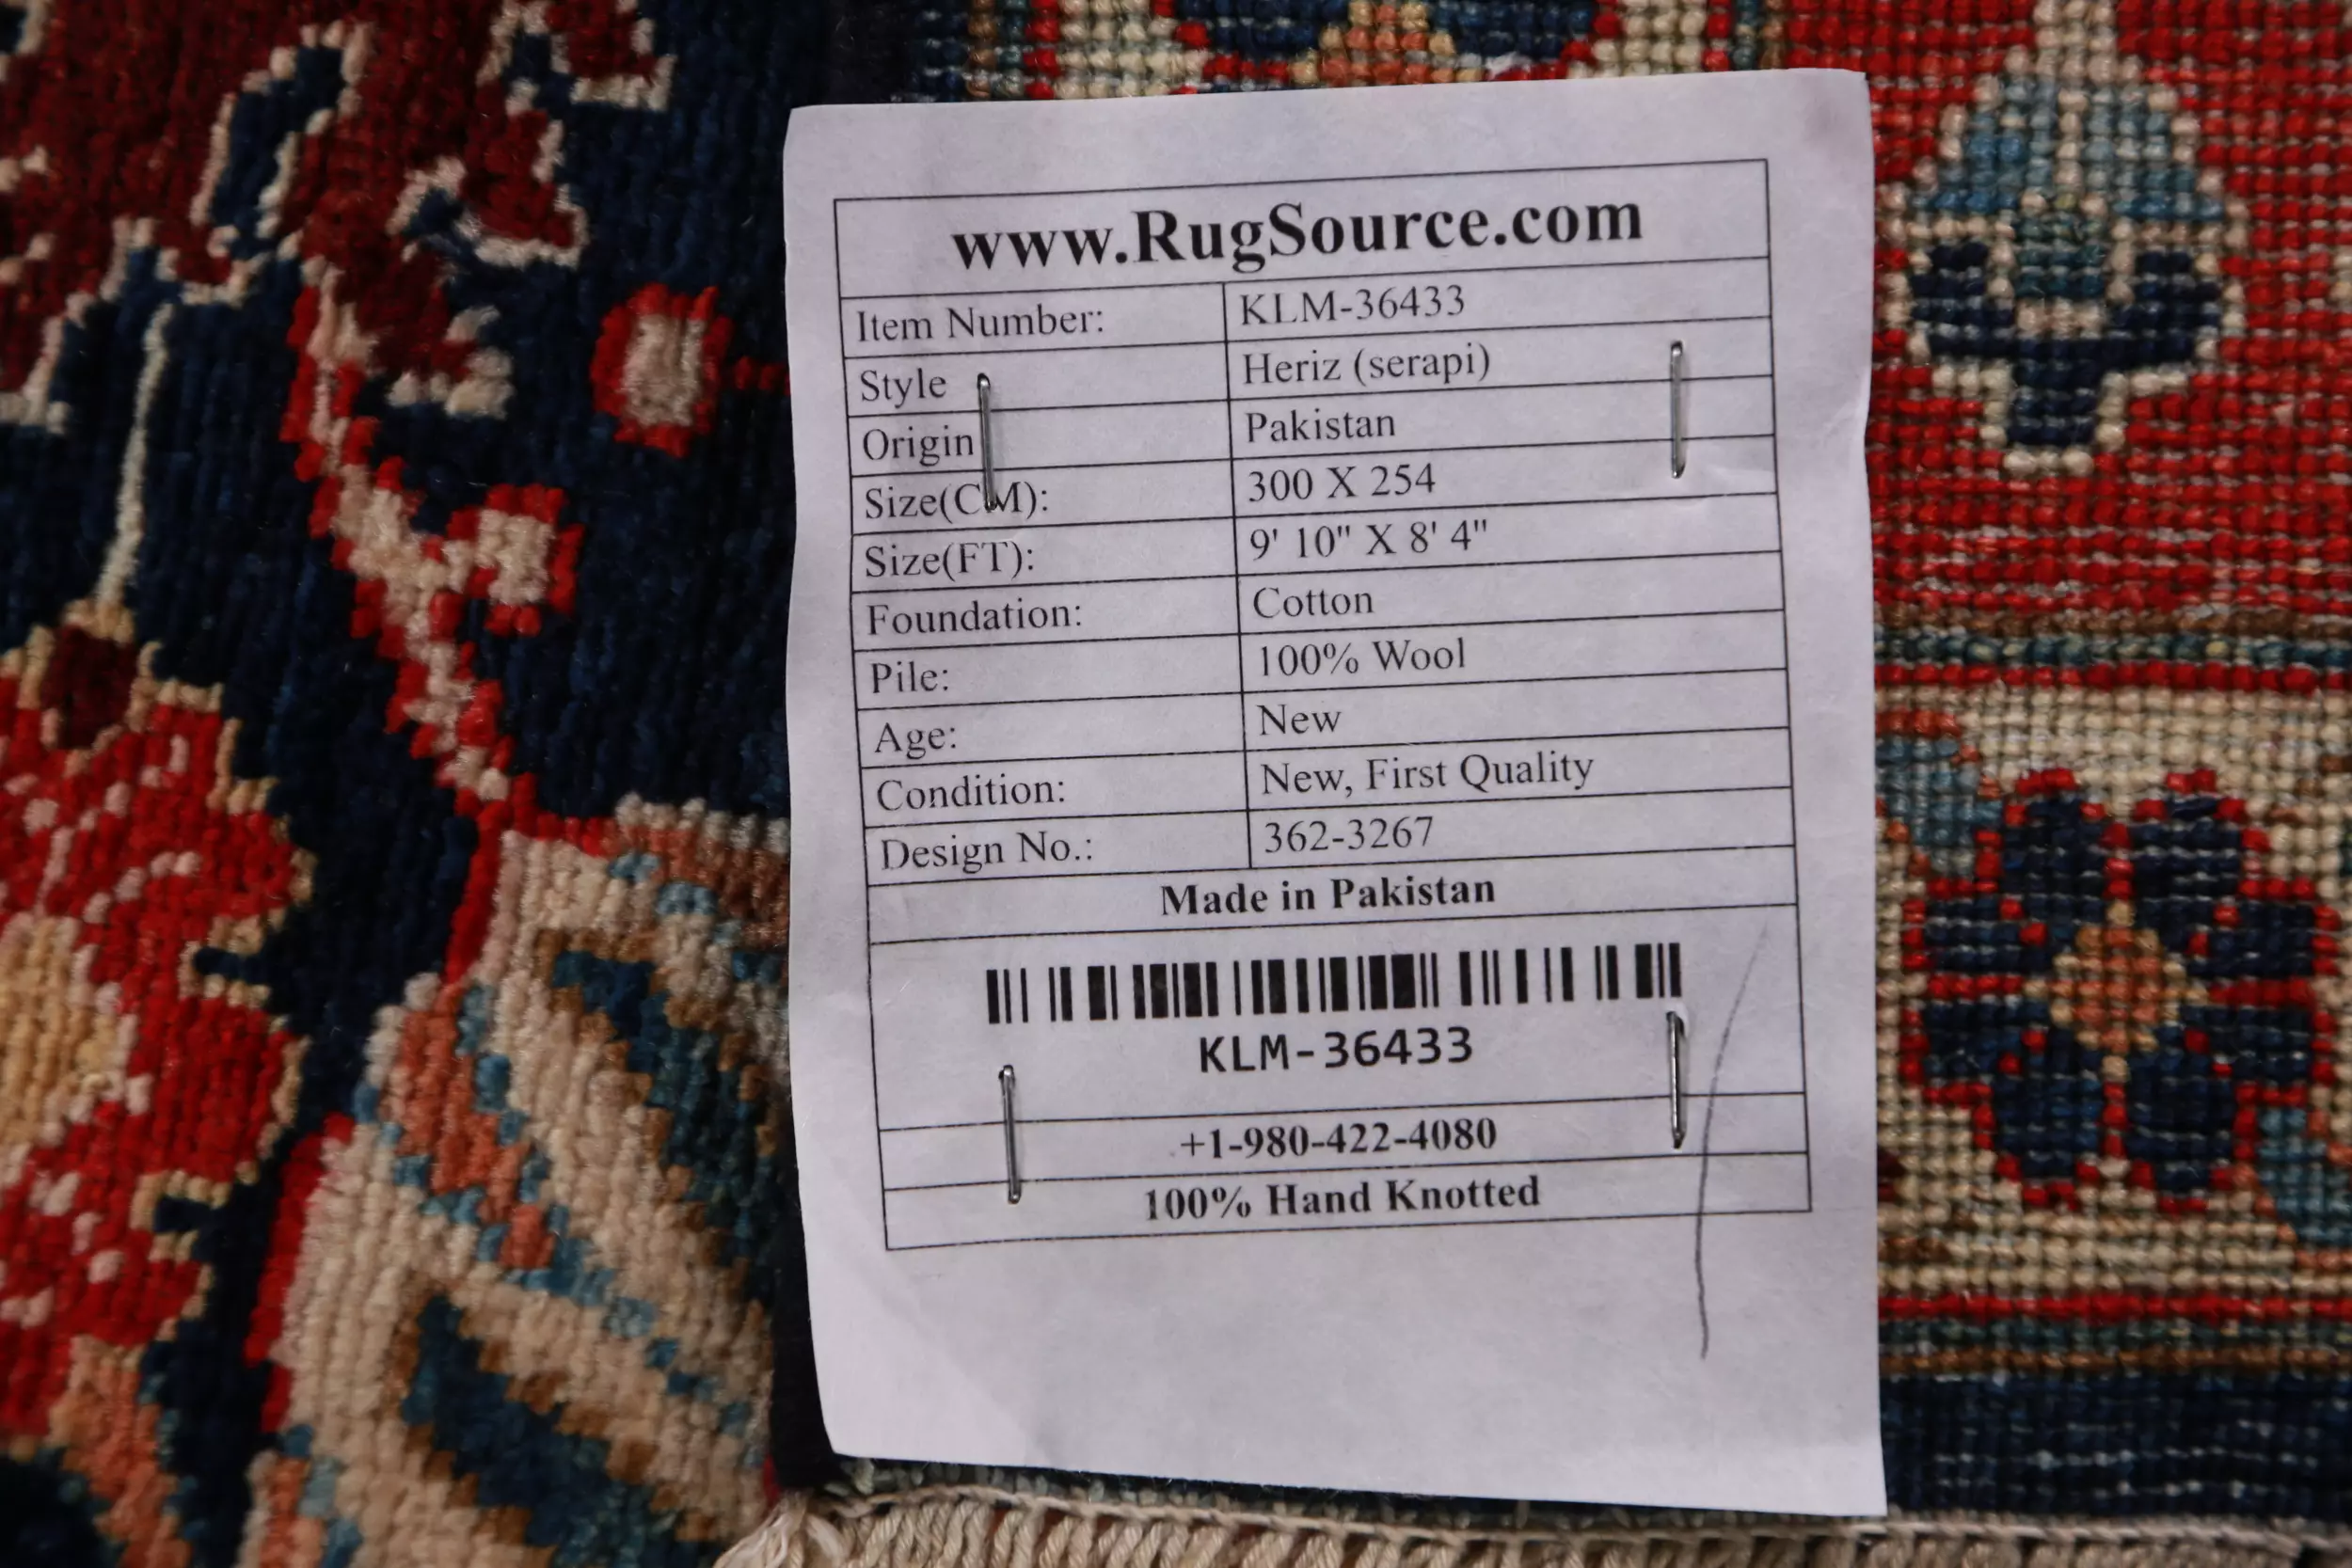 www.RugSource.com
Item Number: KLM-36433
Style Heriz (serapi)
Origin Pakistan
Size(CM): 300 X 254
Size(FT): 9' 10" X 8' 4"
Foundation: Cotton
Pile: 100% Wool
Age: New
Condition: New, First Quality
Design No.: 362-3267
Made in Pakistan
KLM-36433
+1-980-422-4080
100% Hand Knotted